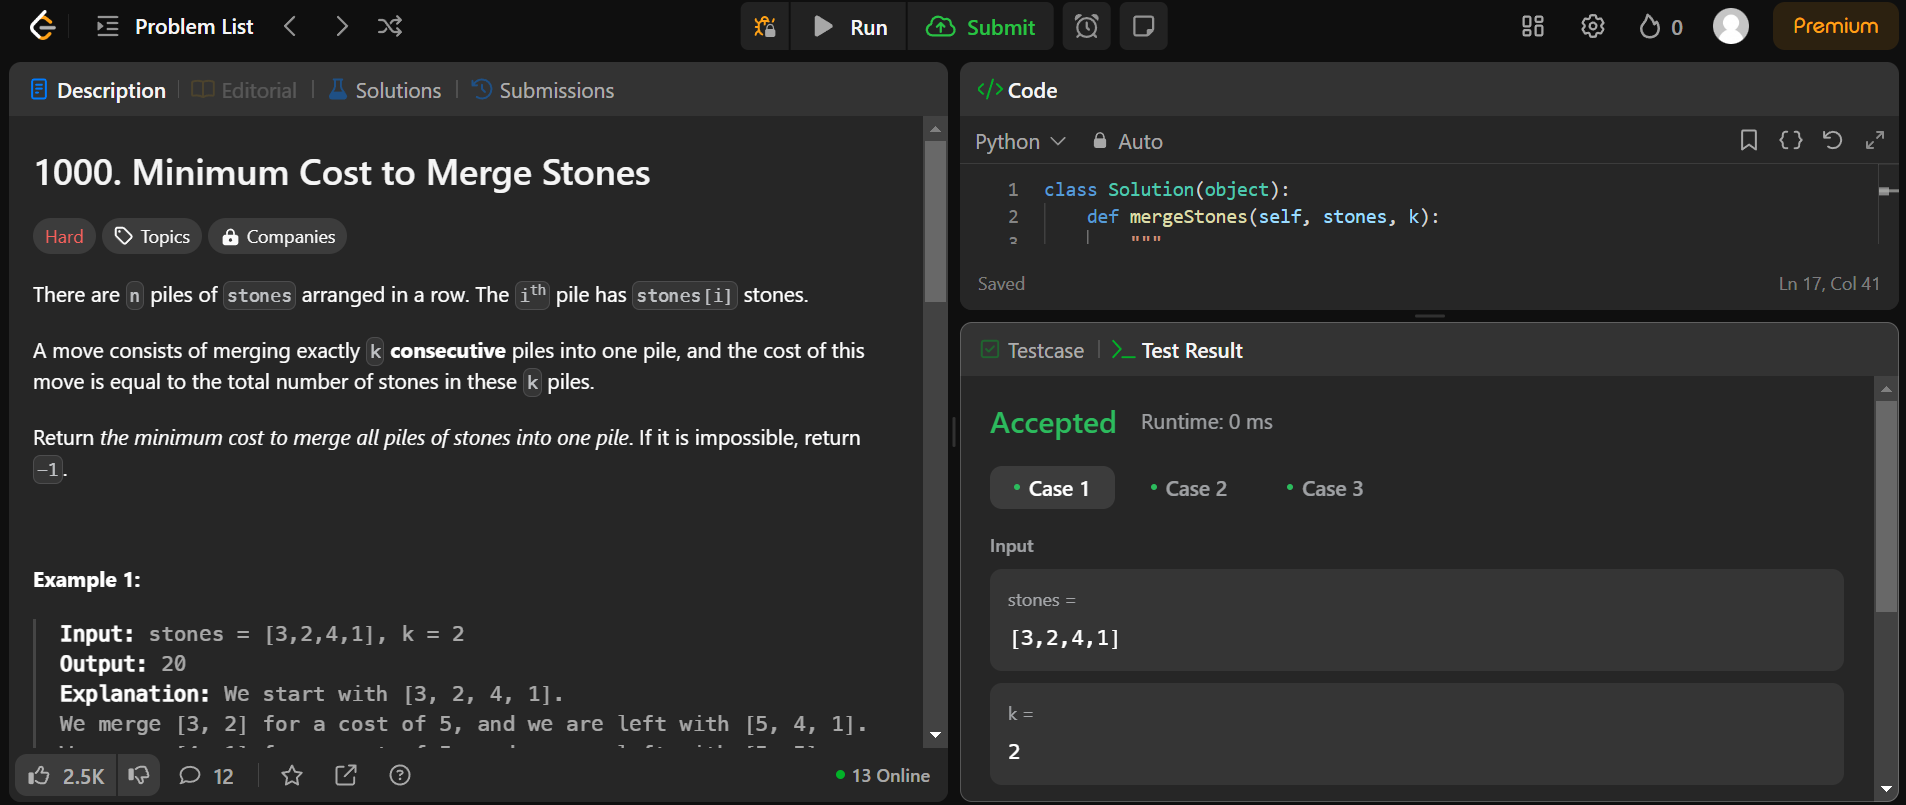 Problem List
Run
Submit
0
Premium
Description
Editorial
Solutions
Submissions
1000. Minimum Cost to Merge Stones
Hard
Topics
Companies
There are n piles of stones arranged in a row. The ith pile has stones[i] stones.
A move consists of merging exactly k consecutive piles into one pile, and the cost of this
move is equal to the total number of stones in these k piles.
Return the minimum cost to merge all piles of stones into one pile. If it is impossible, return
-1.
Example 1:
Input: stones = [3,2,4,1], k = 2
Output: 20
Explanation: We start with [3, 2, 4, 1].
We merge [3, 2] for a cost of 5, and we are left with [5, 4, 1].
2.5K
12
13 Online
</> Code
Python
Auto
1 class Solution(object):
2 def mergeStones(self, stones, k):
3 """
Saved
Ln 17, Col 41
Testcase
Test Result
Accepted
Runtime: 0 ms
Case 1
Case 2
Case 3
Input
stones =
[3,2,4,1]
k =
2